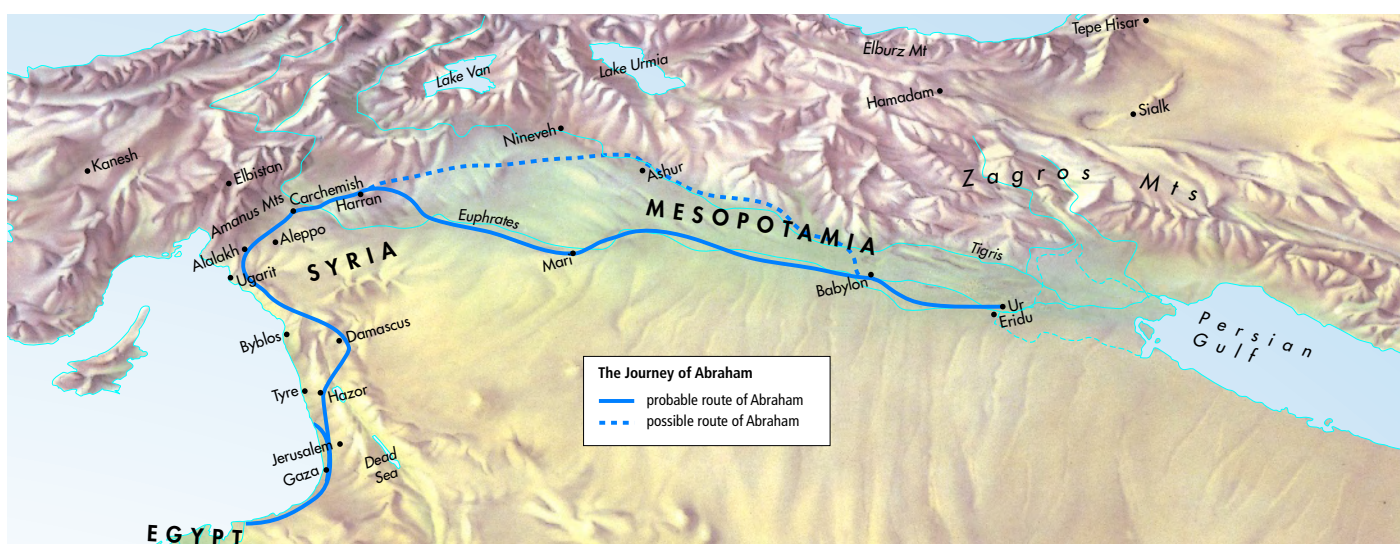 Tepe Hisar
Elburz Mt
Lake Van
Lake Urmia
Hamadam
Sialk
Nineveh
Kanesh
Elbistan
Ashur
Zagros Mts
Carchemish
Harran
Amanus Mts
MESOPOTAMIA
Euphrates
Aleppo
Alalakh
SYRIA
Tigris
Mari
Ugarit
Babylon
Ur
Eridu
Persian
Gulf
Byblos
Damascus
The Journey of Abraham
probable route of Abraham
possible route of Abraham
Tyre
Hazor
Jerusalem
Dead
Sea
Gaza
EGYPT